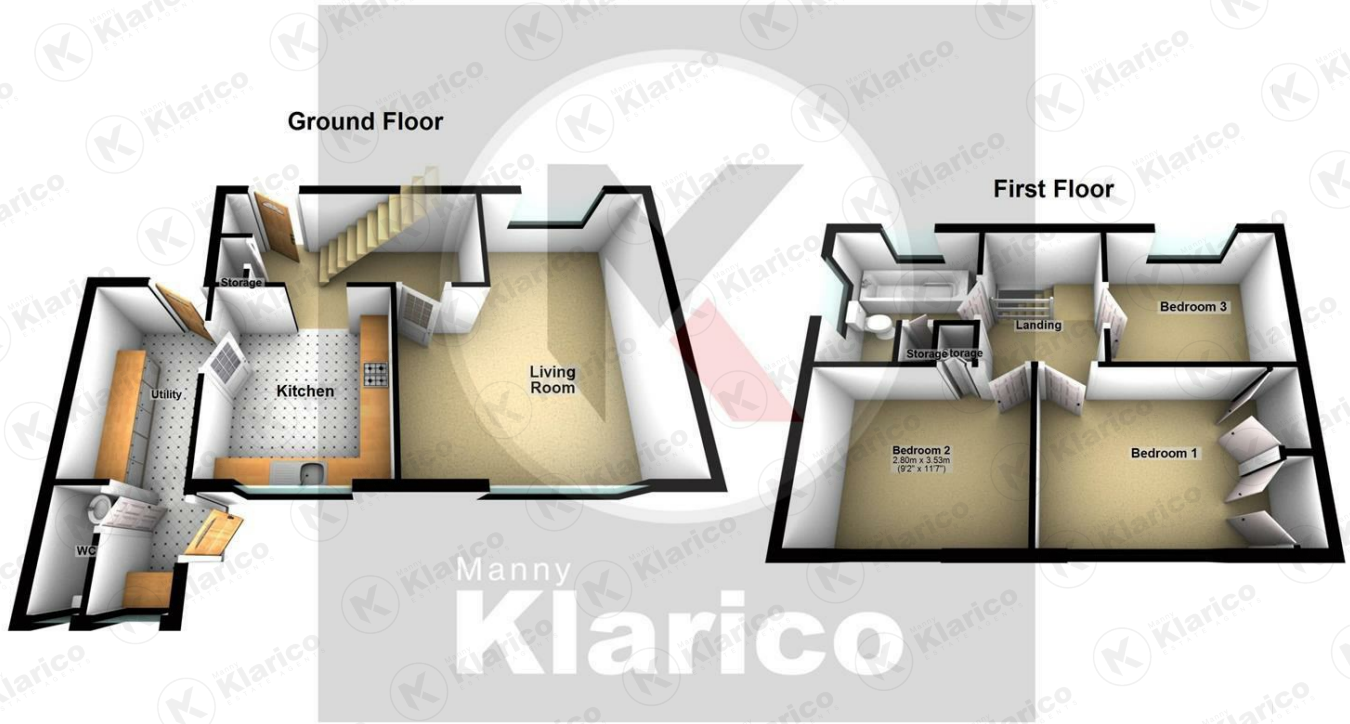 Ground Floor
Storage
Kitchen
Utility
Living
Room
WC
First Floor
Bedroom 3
Landing
Storage
torage
Bedroom 2
2.80m x 3.53m
(9'2" x 11'7")
Bedroom 1
Manny
Klarico